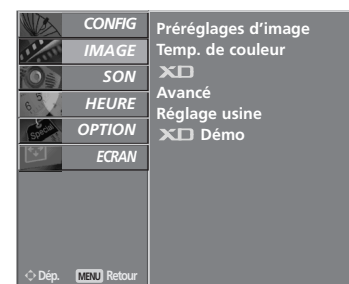 CONFIG
IMAGE
SON
HEURE
Special
OPTION
ECRAN
Préréglages d'image
Temp. de couleur
XD
Avancé
Réglage usine
XD Démo
Dép. MENU Retour